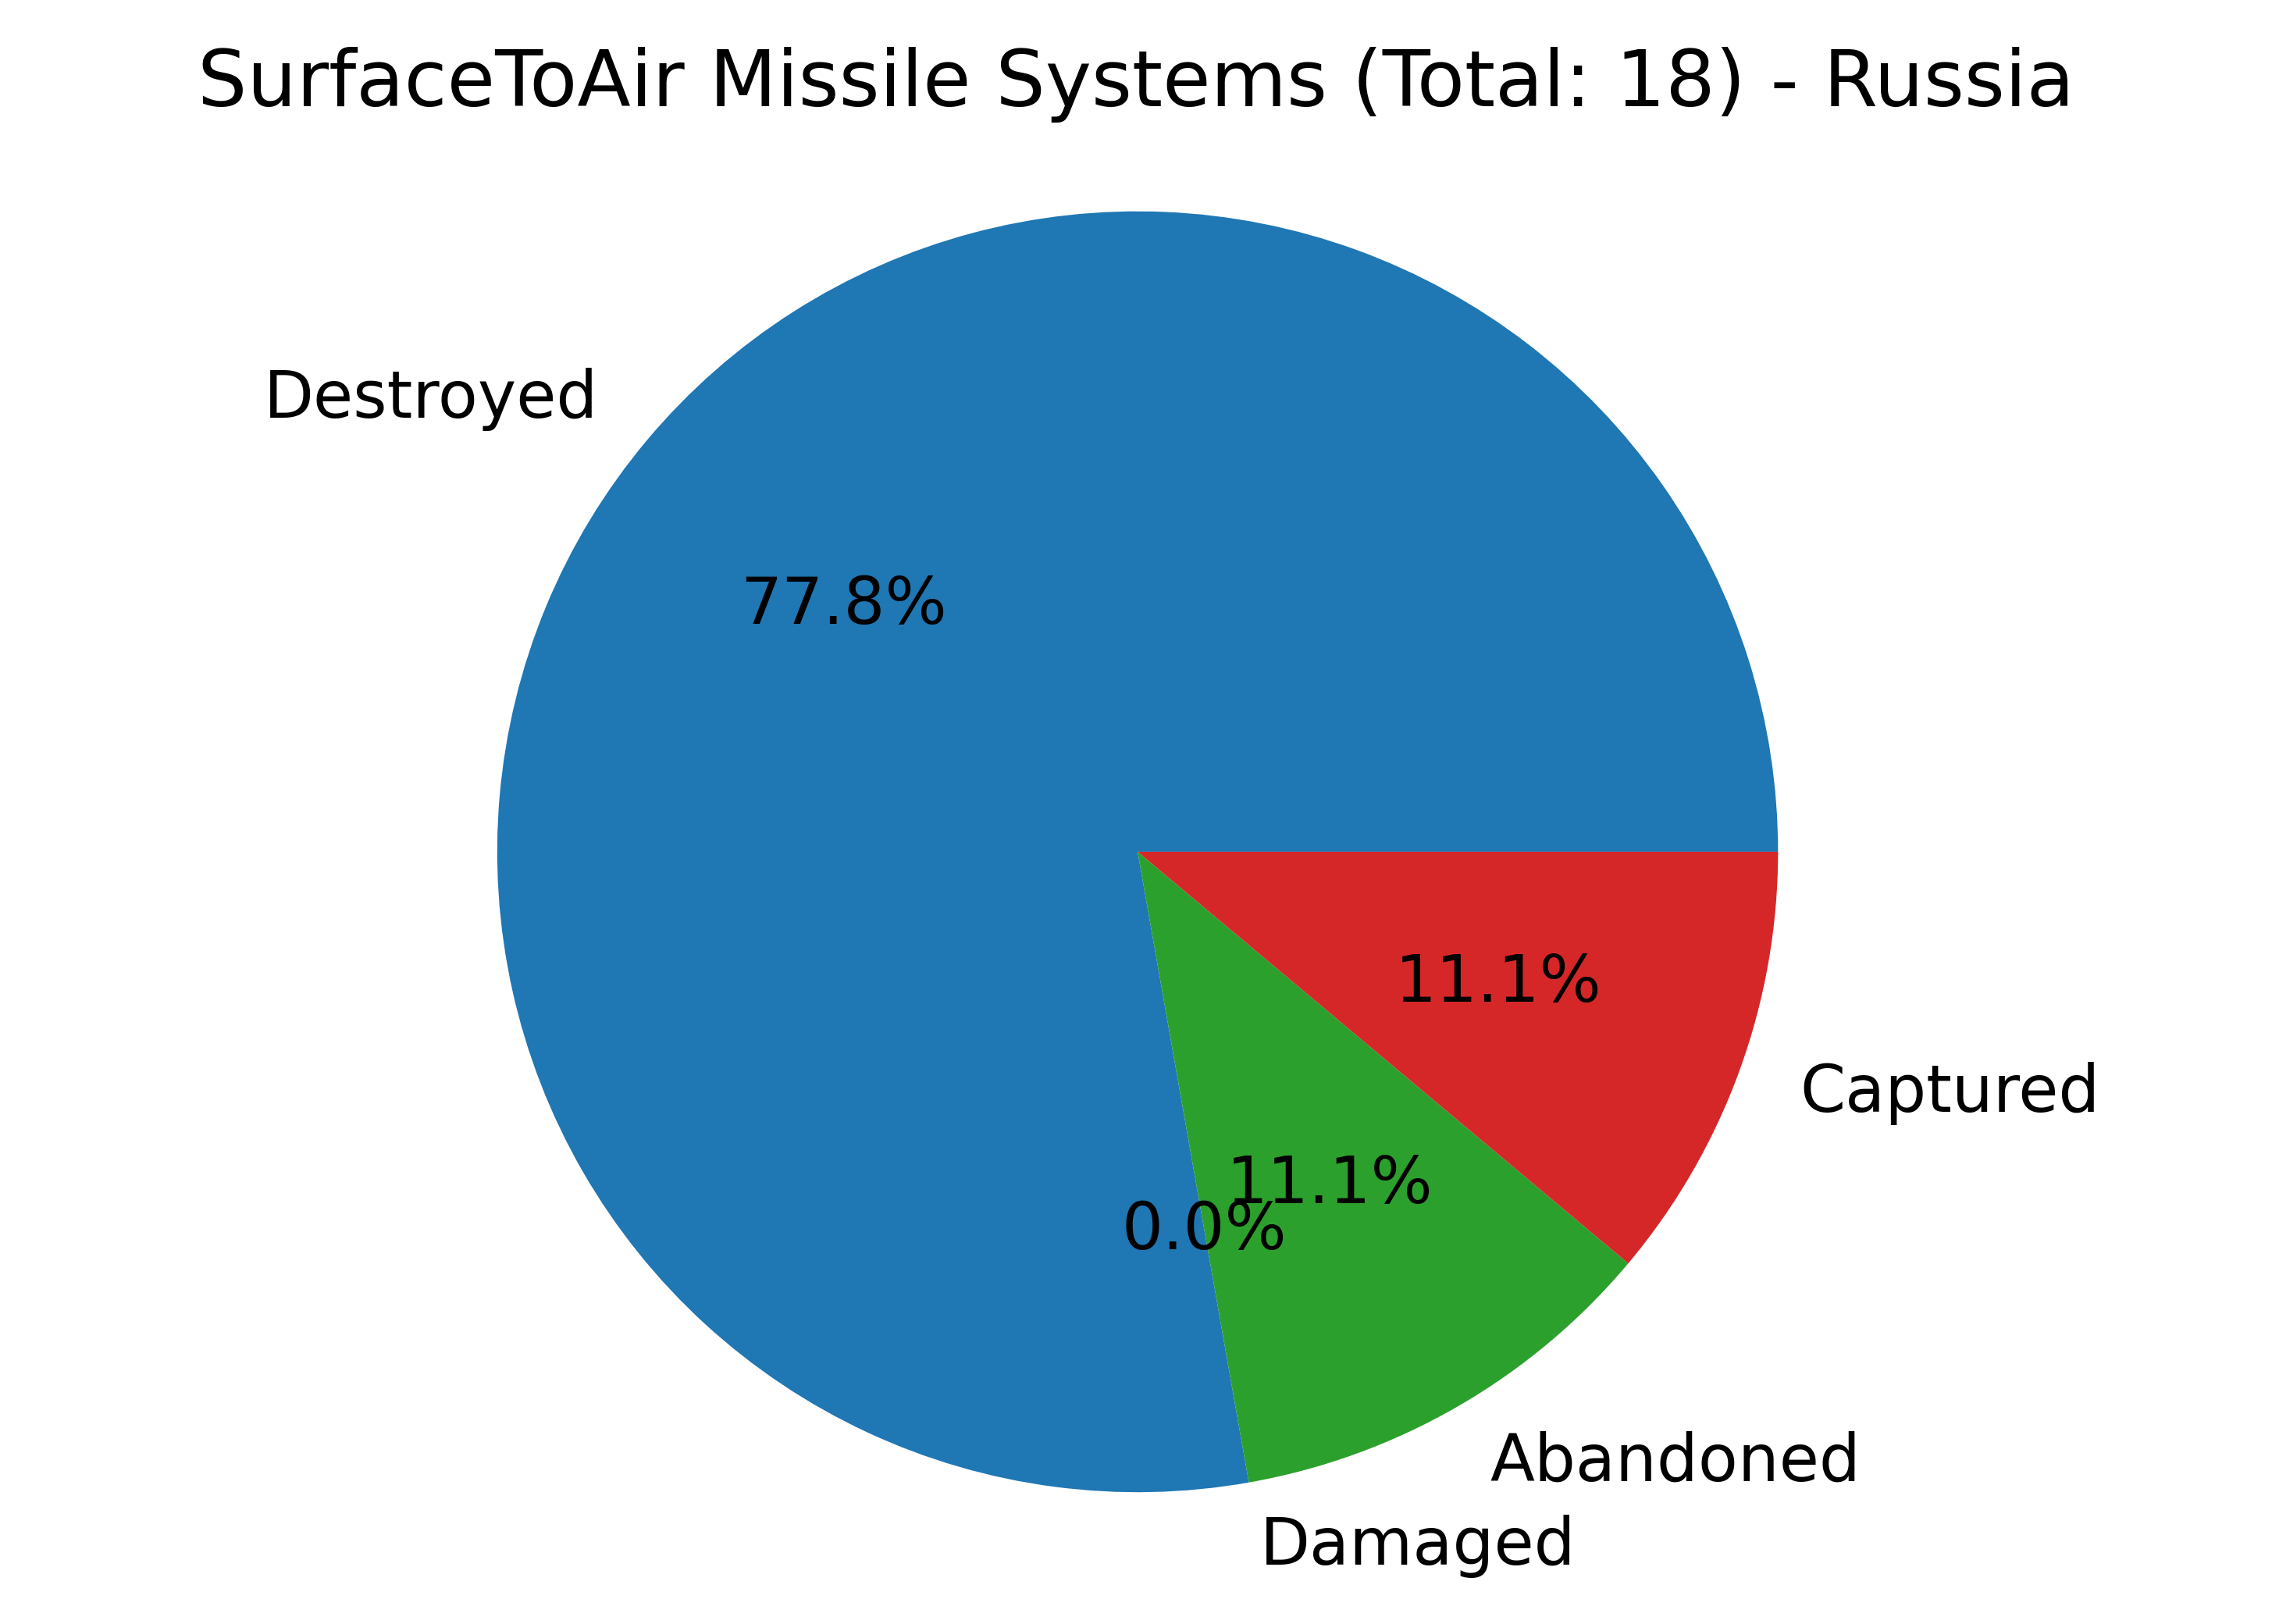 SurfaceToAir Missile Systems (Total: 18) - Russia
Destroyed
77.8%
11.1%
Captured
11.1%
0.0%
Abandoned
Damaged